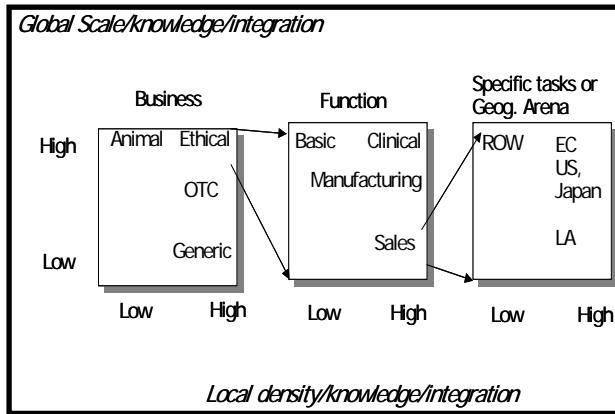 Global Scale/knowledge/integration
Business
Function
Specific tasks or
Geog. Arena
High
Low
Animal Ethical
OTC
Generic
Basic Clinical
Manufacturing
Sales
ROW EC
US,
Japan
LA
Low High
Low High
Low High
Local density/knowledge/integration